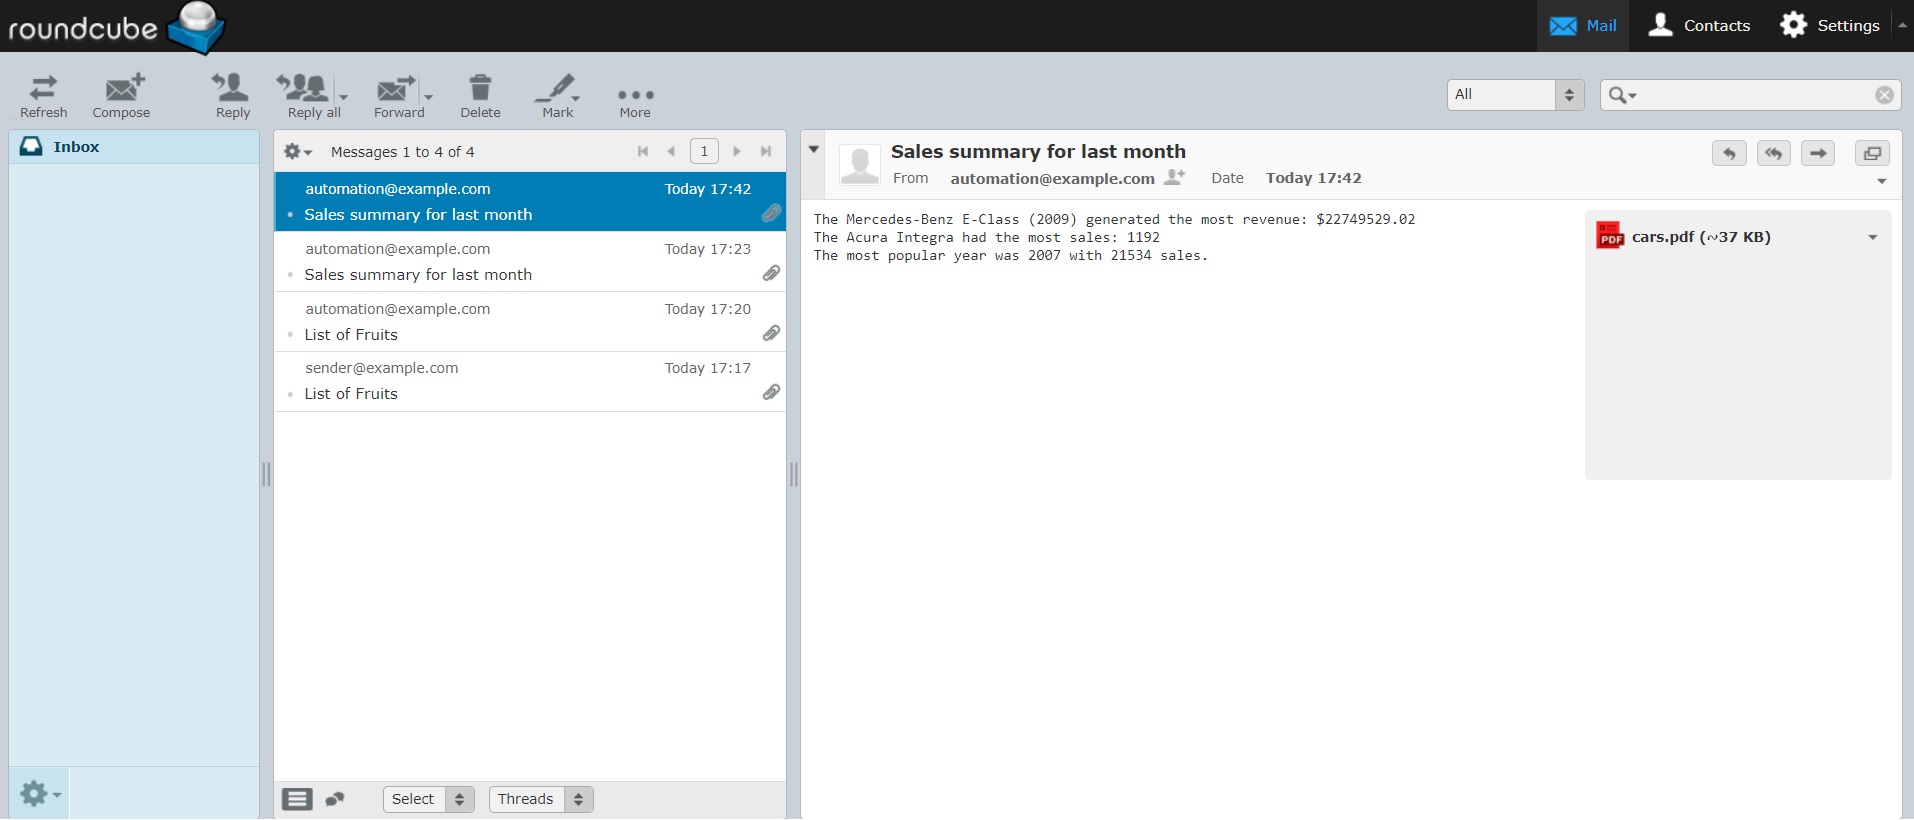 roundcube
Mail
Contacts
Settings
Refresh
Compose
Reply
Reply all
Forward
Delete
Mark
More
All
Inbox
Messages 1 to 4 of 4
1
automation@example.com Today 17:42
Sales summary for last month
automation@example.com Today 17:23
Sales summary for last month
automation@example.com Today 17:20
List of Fruits
sender@example.com Today 17:17
List of Fruits
Select
Threads
Sales summary for last month
From automation@example.com Date Today 17:42
The Mercedes-Benz E-Class (2009) generated the most revenue: $22749529.02
The Acura Integra had the most sales: 1192
The most popular year was 2007 with 21534 sales.
PDF cars.pdf (~37 KB)